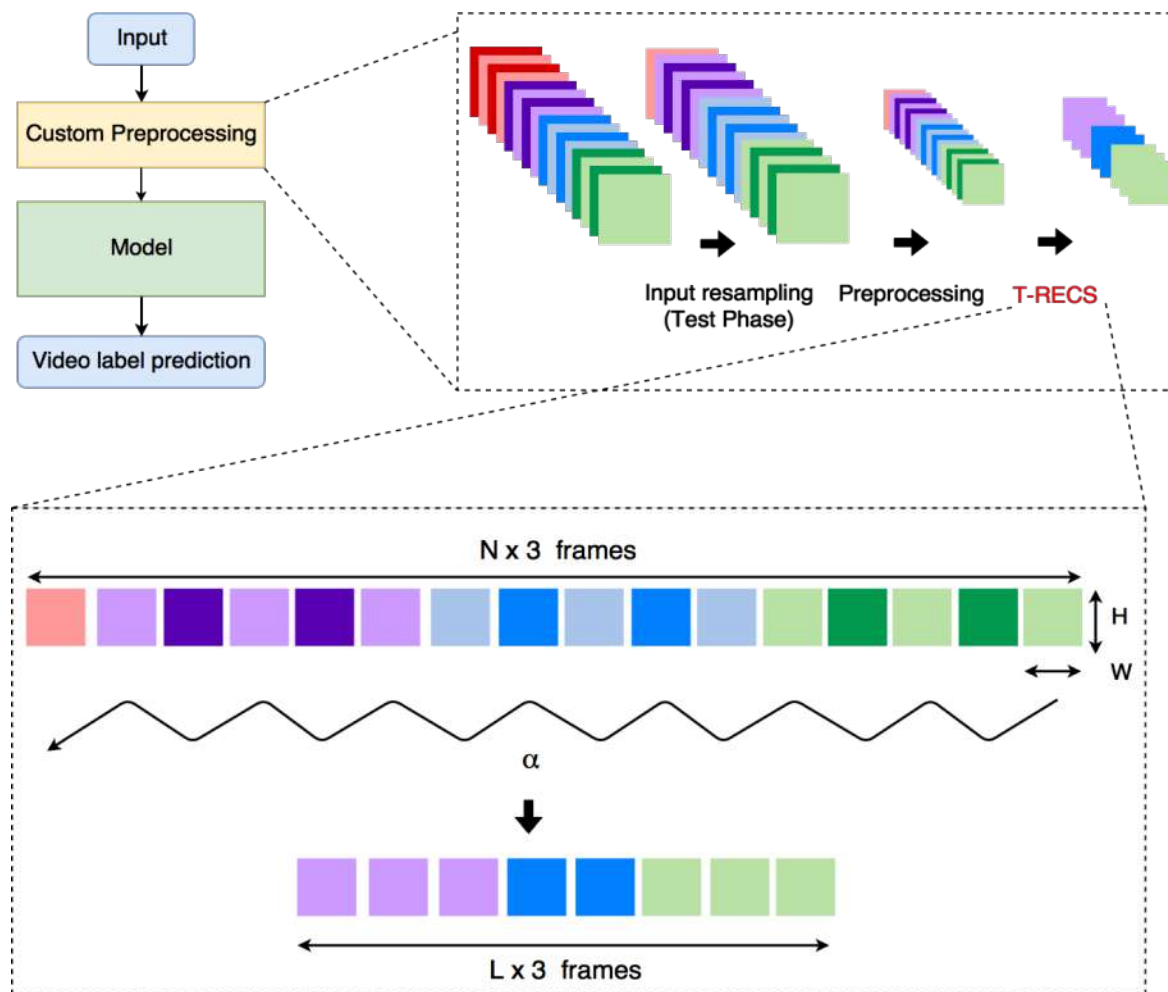 Input
Custom Preprocessing
Model
Video label prediction
Input resampling
(Test Phase)
Preprocessing
T-RECS
N x 3 frames
H
W
α
L x 3 frames